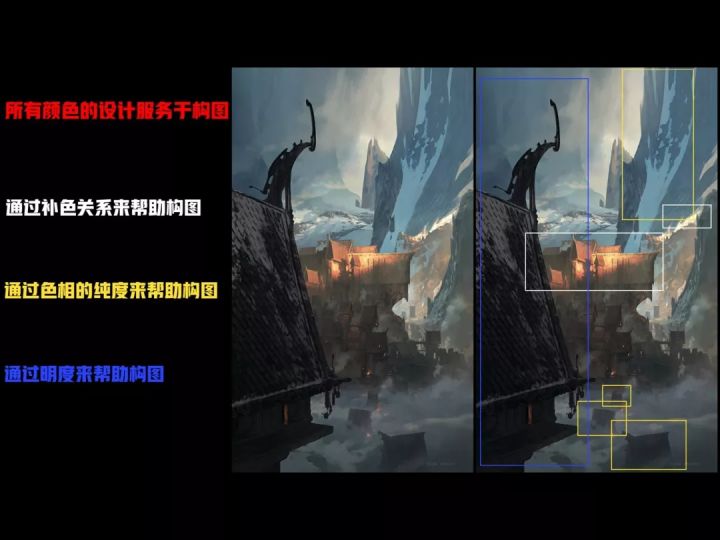 所有颜色的设计服务于构图
通过补色关系来帮助构图
通过色相的纯度来帮助构图
通过明度来帮助构图